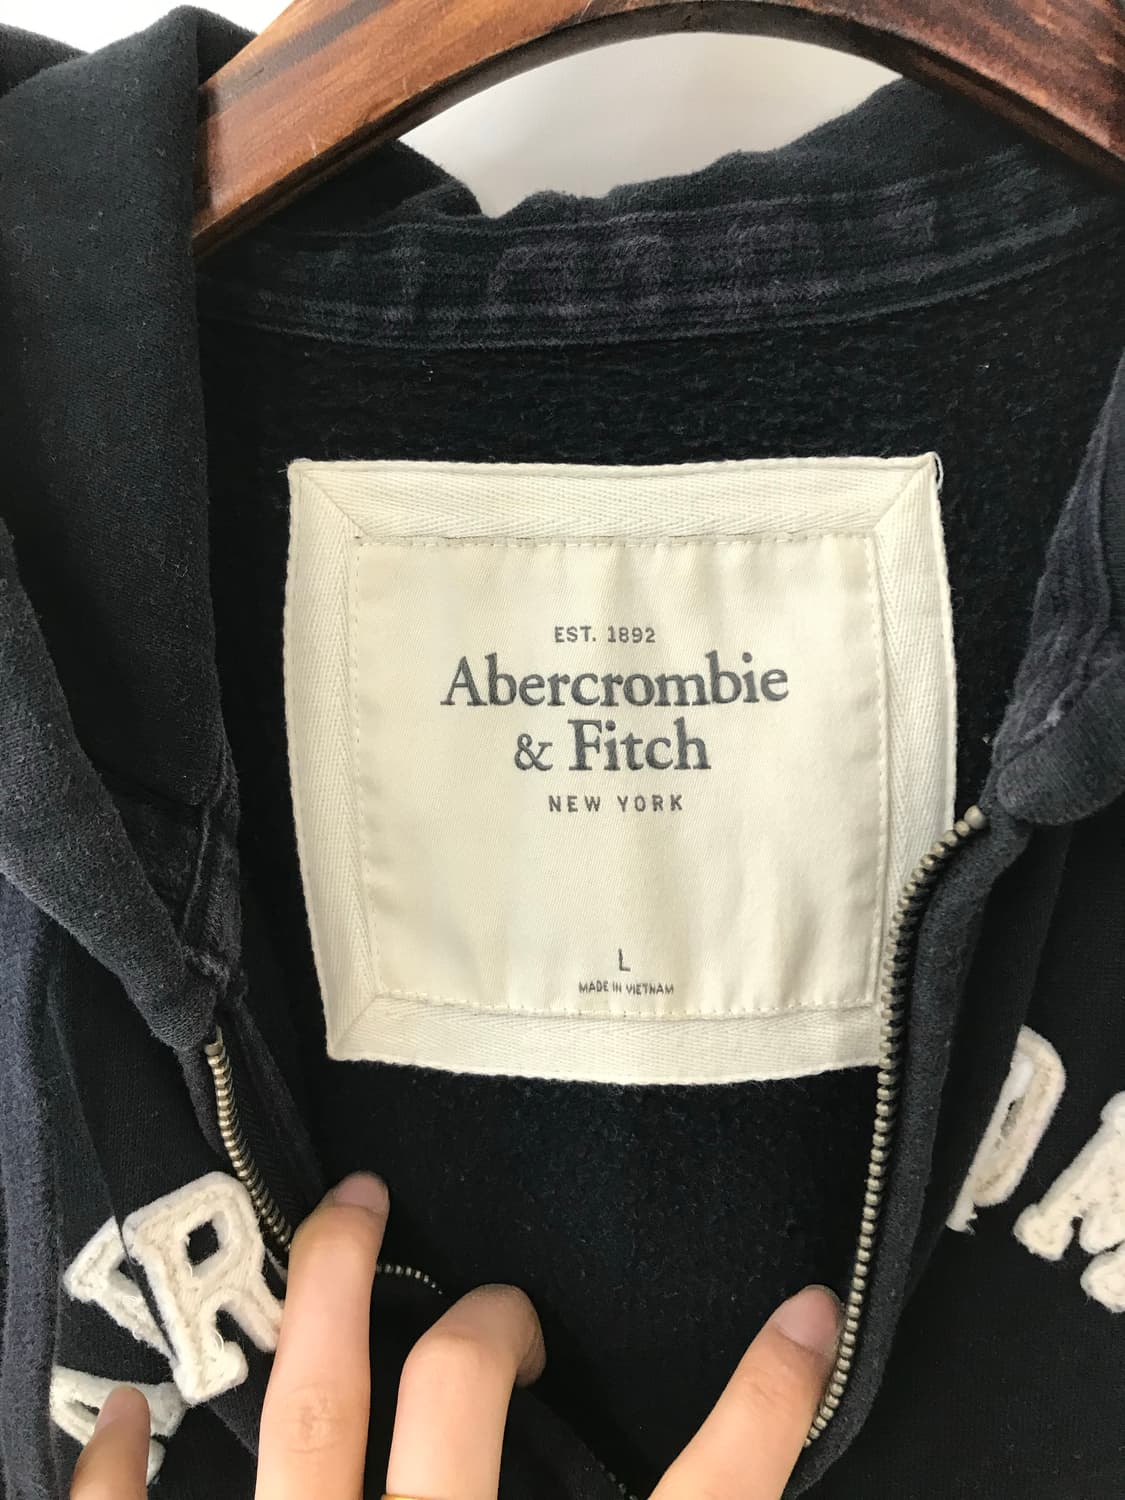 EST. 1892
Abercrombie
& Fitch
NEW YORK
L
MADE IN VIETNAM
R
M